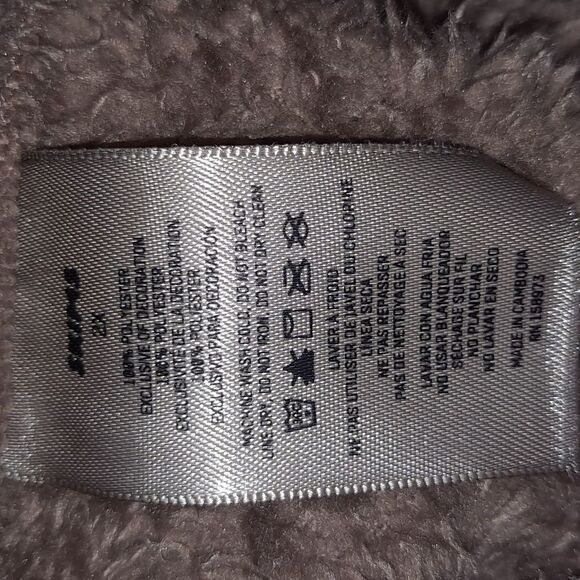 2X
100% POLYESTER
EXCLUSIVE OF DECORATION
100% POLYESTER
EXCLUSIVITE DE LA DECORATION
100% POLIESTER
EXCLUSIVO PARA DECORACION
MACHINE WASH COLD. DO NOT BLEACH
LINE DRY. DO NOT IRON. DO NOT DRY CLEAN
LAVER A FROID
NE PAS UTILISER DE JAVEL OU CHLORINE
LINEA SECA
NE PAS REPASSER
PAS DE NETTOYAGE A SEC
LAVAR CON AQUA FRIA
NO USAR BLANQUEADOR
SECHADE SUR FIL
NO PLANCHAR
NO LAVAR EN SECO
MADE IN CAMBODIA
RN 158973